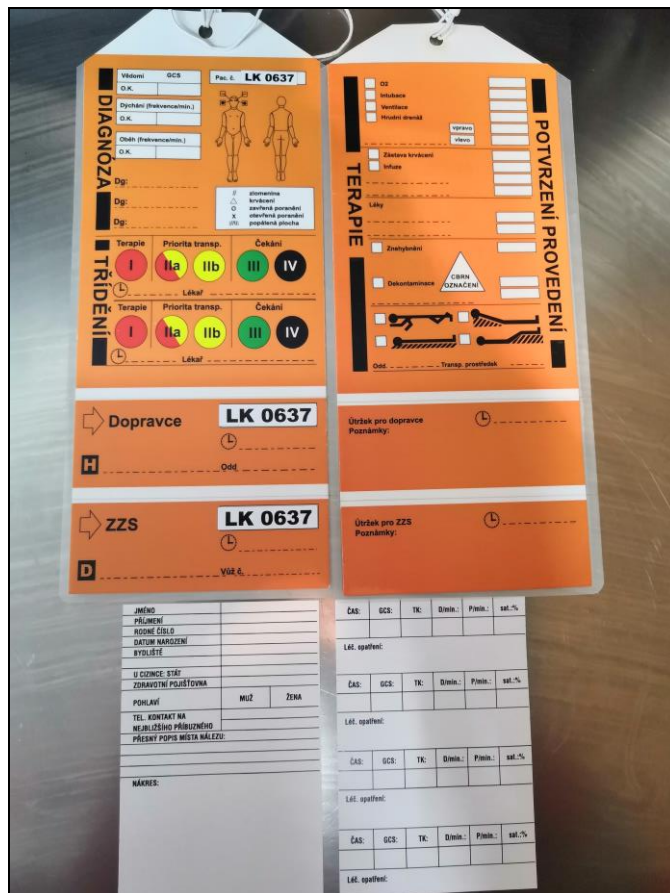 DIAGNÓZA
Vědomí GCS
O.K.
Pac. č. LK 0637
Dýchání (frekvence/min.)
O.K.
Oběh (frekvence/min.)
O.K.
Dg:
Dg:
Dg:
// zlomenina
△ krvácení
zavřená poranění
X otevřená poranění
popálená plocha
TŘÍDĚNÍ
Terapie Priorita transp. Čekání
I IIa IIb III IV
Lékař
Terapie Priorita transp. Čekání
I IIa IIb III IV
Lékař
Dopravce LK 0637
H Odd
ZZS LK 0637
D Vůz č.
TERAPIE
O2
Intubace
Ventilace
Hrudní drenáž
vpravo
vlevo
Zástava krvácení
Infuze
Léky
Znehybnění
Dekontaminace
CBRN
OZNAČENÍ
Odd. Transp. prostředek
POTVRZENÍ PROVEDENÍ
Útržek pro dopravce
Poznámky:
Útržek pro ZZS
Poznámky:
JMÉNO
PŘÍJMENÍ
RODNÉ ČÍSLO
DATUM NAROZENÍ
BYDLIŠTĚ
U CIZINCE: STÁT
ZDRAVOTNÍ POJIŠŤOVNA
POHLAVÍ MUŽ ŽENA
TEL. KONTAKT NA
NEJBLIŽŠÍHO PŘÍBUZNÉHO
PŘESNÝ POPIS MÍSTA NÁLEZU:
NÁKRES:
ČAS: GCS: TK: D/min.: P/min.: sat.:%
Léč. opatření:
ČAS: GCS: TK: D/min.: P/min.: sat.:%
Léč. opatření:
ČAS: GCS: TK: D/min.: P/min.: sat.:%
Léč. opatření:
ČAS: GCS: TK: D/min.: P/min.: sat.:%
Léč. opatření: